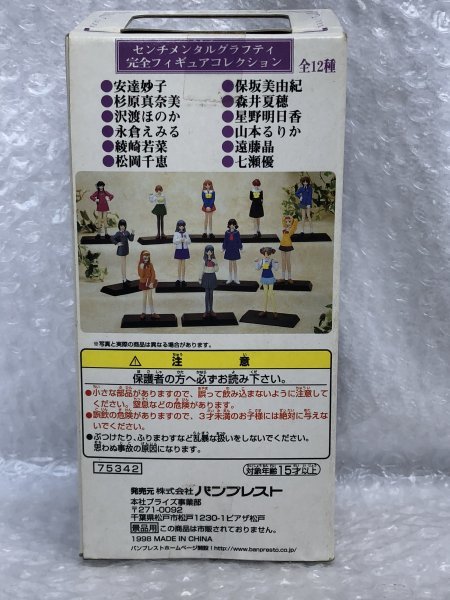 センチメンタルグラフティ
完全フィギュアコレクション
全12種
●安達妙子 ●保坂美由紀
●杉原真奈美 ●森井夏穂
●沢渡ほのか ●星野明日香
●永倉えみる ●山本るりか
●綾崎若菜 ●遠藤晶
●松岡千恵 ●七瀬優
※写真と実際の商品は異なる場合があります。
⚠注意
保護者の方へ必ずお読み下さい。
●小さな部品がありますので、誤って飲み込まないように注意して
ください。窒息などの危険があります。
●誤飲の危険がありますので、3才未満のお子様には絶対に与え
ないでください。
●ぶつけたり、ふりまわすなど乱暴な扱いをしないでください。
思わぬ事故の原因になります。
75342
対象年齢15才以上
発売元 株式会社バンプレスト
本社プライズ事業部
〒271-0092
千葉県松戸市松戸1230-1ピアザ松戸
景品用 この商品は市販されておりません。
1998 MADE IN CHINA
バンプレストホームページ開設!http://www.banpresto.co.jp/